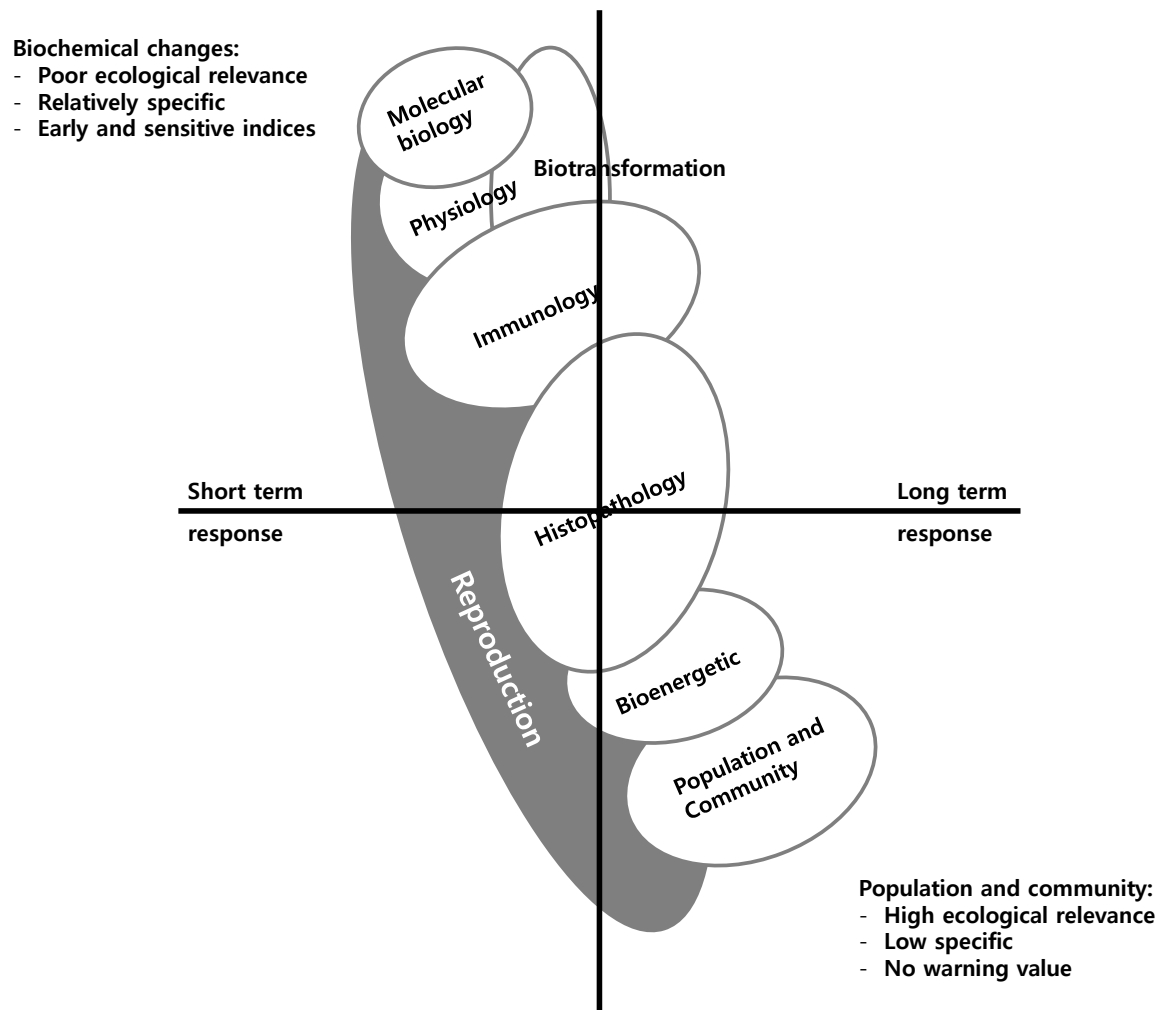 Biochemical changes:
- Poor ecological relevance
- Relatively specific
- Early and sensitive indices
Molecular
biology
Biotransformation
Physiology
Immunology
Short term
response
Long term
response
Histopathology
Reproduction
Bioenergetic
Population and
Community
Population and community:
- High ecological relevance
- Low specific
- No warning value